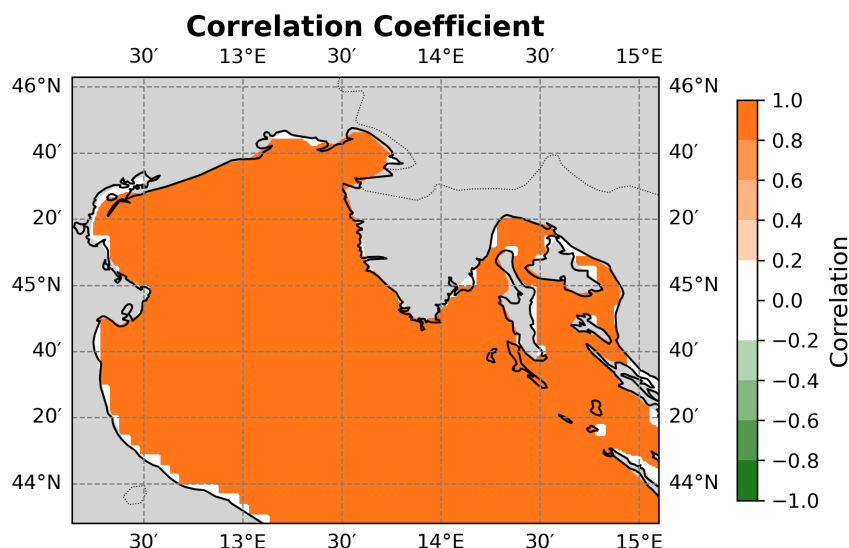 Correlation Coefficient
30′ 13°E 30′ 14°E 30′ 15°E
46°N 46°N
40′ 40′
20′ 20′
45°N 45°N
40′ 40′
20′ 20′
44°N 44°N
30′ 13°E 30′ 14°E 30′ 15°E
1.0
0.8
0.6
0.4
0.2
0.0
−0.2
−0.4
−0.6
−0.8
−1.0
Correlation